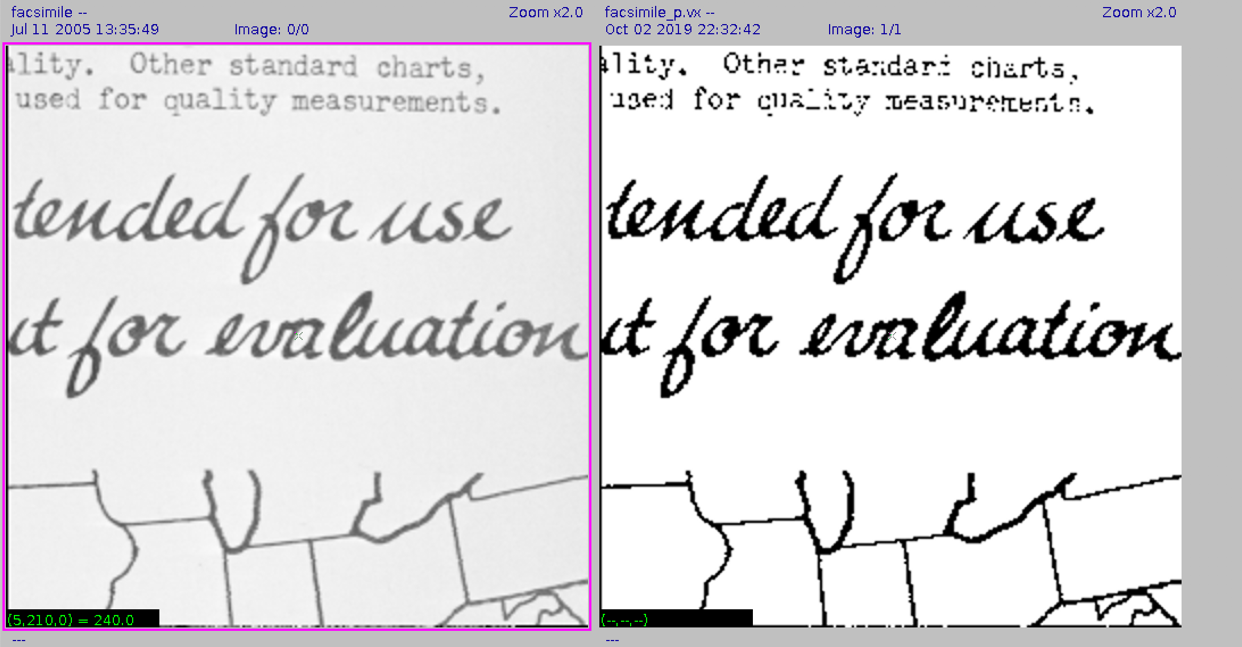 facsimile --
Jul 11 2005 13:35:49 Image: 0/0 Zoom x2.0
ality. Other standard charts,
used for quality measurements.
tended for use
ut for evaluation
(5,210,0) = 240.0
---
facsimile_p.vx --
Oct 02 2019 22:32:42 Image: 1/1 Zoom x2.0
ality. Other standard charts,
used for quality measurements.
tended for use
ut for evaluation
(--,--,--)
---